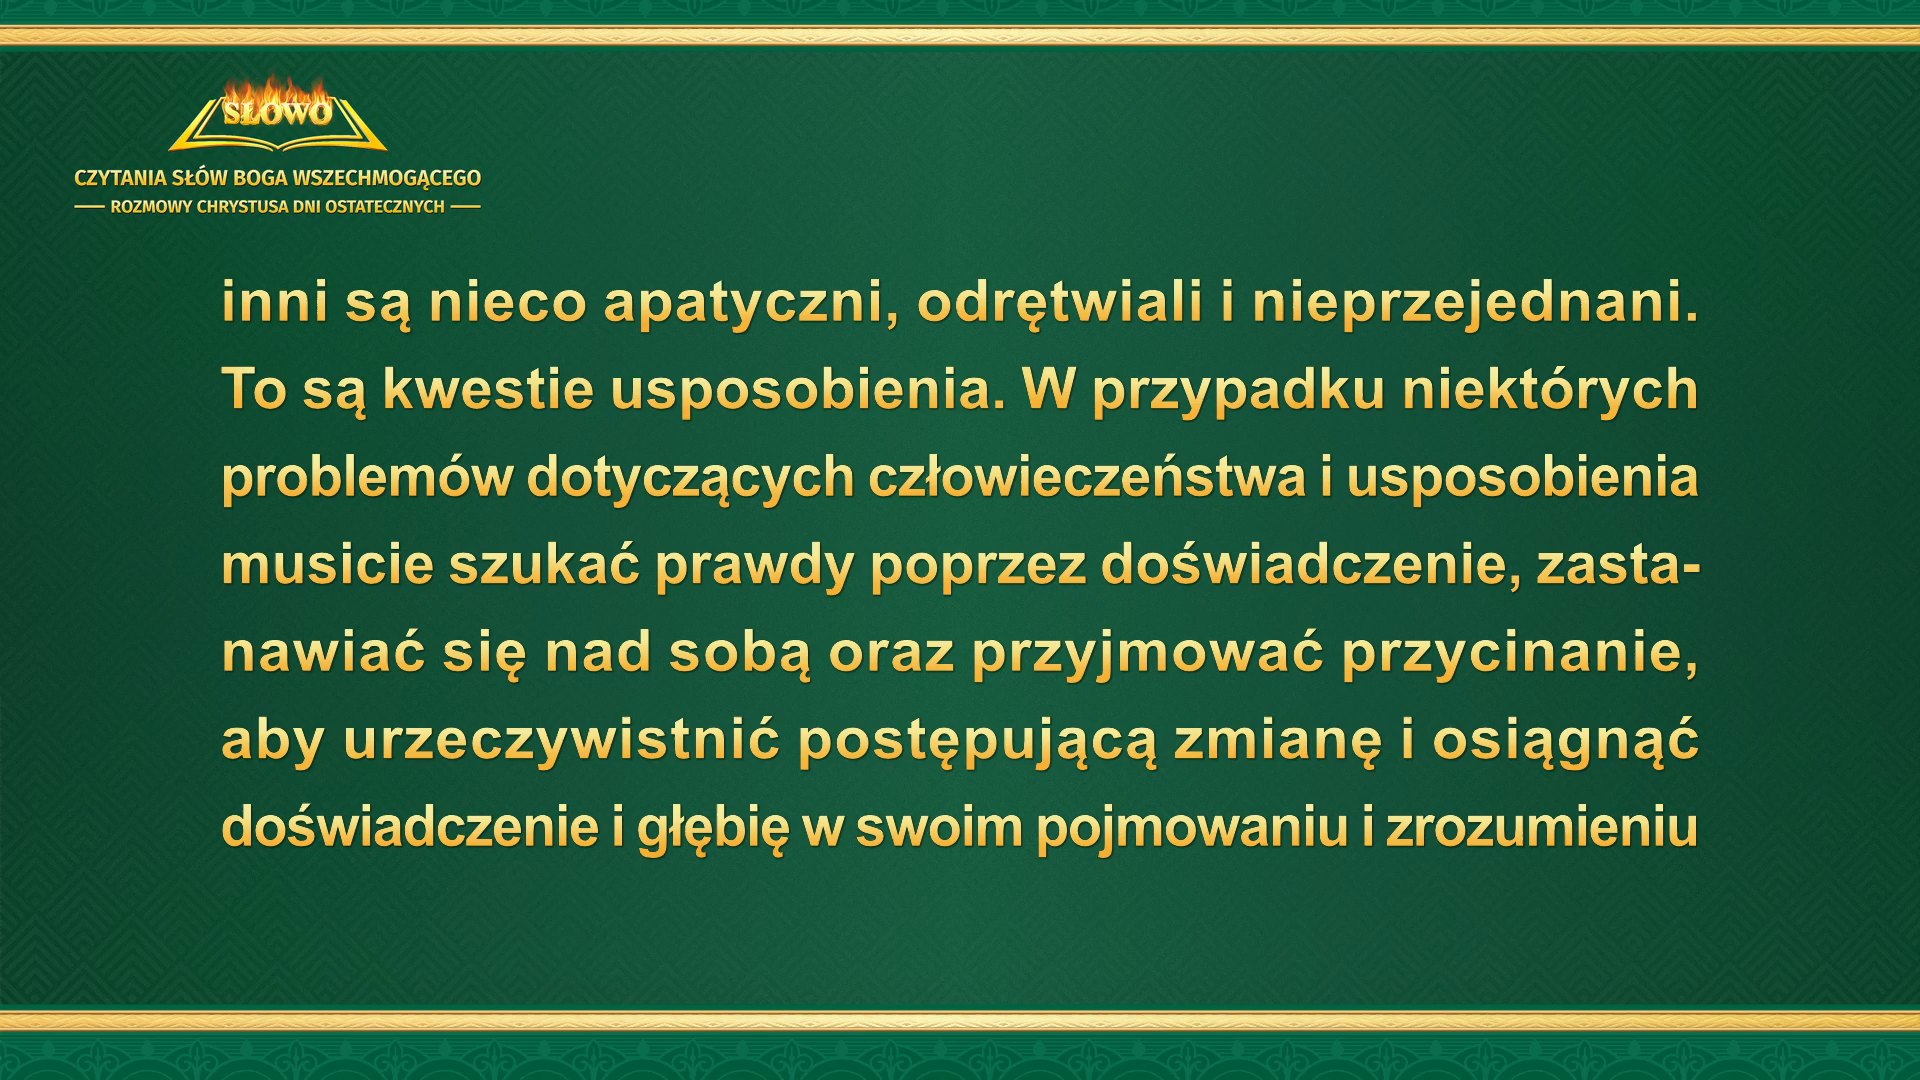 SŁOWO
CZYTANIA SŁÓW BOGA WSZECHMOGĄCEGO
ROZMOWY CHRYSTUSA DNI OSTATECZNYCH
inni są nieco apatyczni, odrętwiali i nieprzejednani.
To są kwestie usposobienia. W przypadku niektórych
problemów dotyczących człowieczeństwa i usposobienia
musicie szukać prawdy poprzez doświadczenie, zasta-
nawiać się nad sobą oraz przyjmować przycinanie,
aby urzeczywistnić postępującą zmianę i osiągnąć
doświadczenie i głębię w swoim pojmowaniu i zrozumieniu